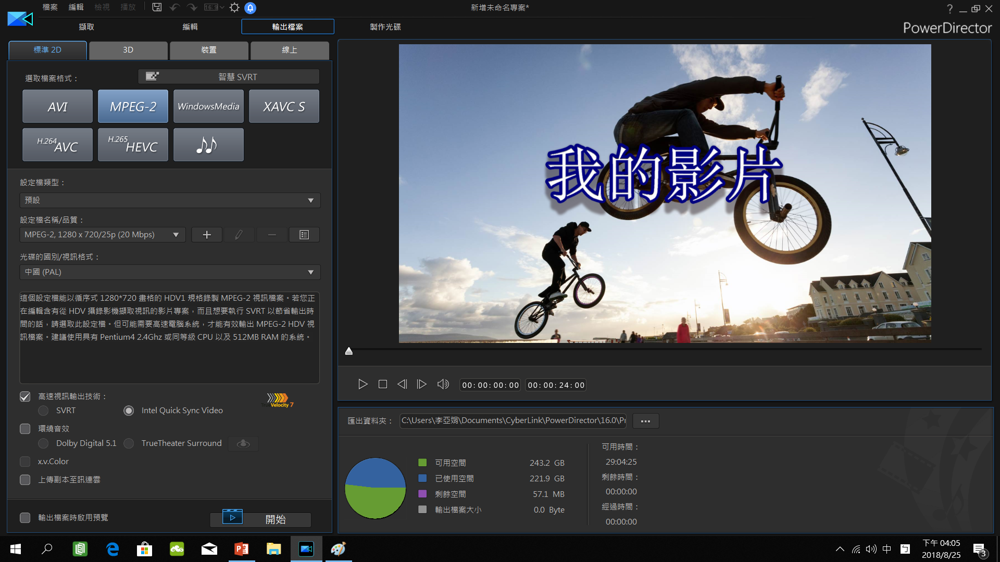 檔案 編輯 檢視 播放 16:9 新增未命名專案* ?
擷取 編輯 輸出檔案 製作光碟 PowerDirector
標準 2D 3D 裝置 線上
選取檔案格式： 智慧 SVRT
AVI MPEG-2 WindowsMedia XAVC S
H.264 AVC H.265 HEVC
設定檔類型：
預設
設定檔名稱/品質：
MPEG-2, 1280 x 720/25p (20 Mbps)
光碟的國別/視訊格式：
中國 (PAL)
這個設定檔能以循序式 1280*720 畫格的 HDV1 規格錄製 MPEG-2 視訊檔案。若您正
在編輯含有從 HDV 攝錄影機擷取視訊的影片專案，而且想要執行 SVRT 以節省輸出時
間的話，請選取此設定檔。但可能需要高速電腦系統，才能有效輸出 MPEG-2 HDV 視
訊檔案。建議使用具有 Pentium4 2.4Ghz 或同等級 CPU 以及 512MB RAM 的系統。
高速視訊輸出技術：
TrueVelocity 7
SVRT Intel Quick Sync Video
環繞音效
Dolby Digital 5.1 TrueTheater Surround
x.v.Color
上傳副本至訊連雲
輸出檔案時啟用預覽 開始
我的影片
00:00:00:00 00:00:24:00
匯出資料夾： C:\Users\李亞娟\Documents\CyberLink\PowerDirector\16.0\Pr ...
可用空間 243.2 GB
已使用空間 221.9 GB
剩餘空間 57.1 MB
輸出檔案大小 0.0 Byte
可用時間：
29:04:25
剩餘時間：
00:00:00
經過時間：
00:00:00
中 下午 04:05
2018/8/25 3